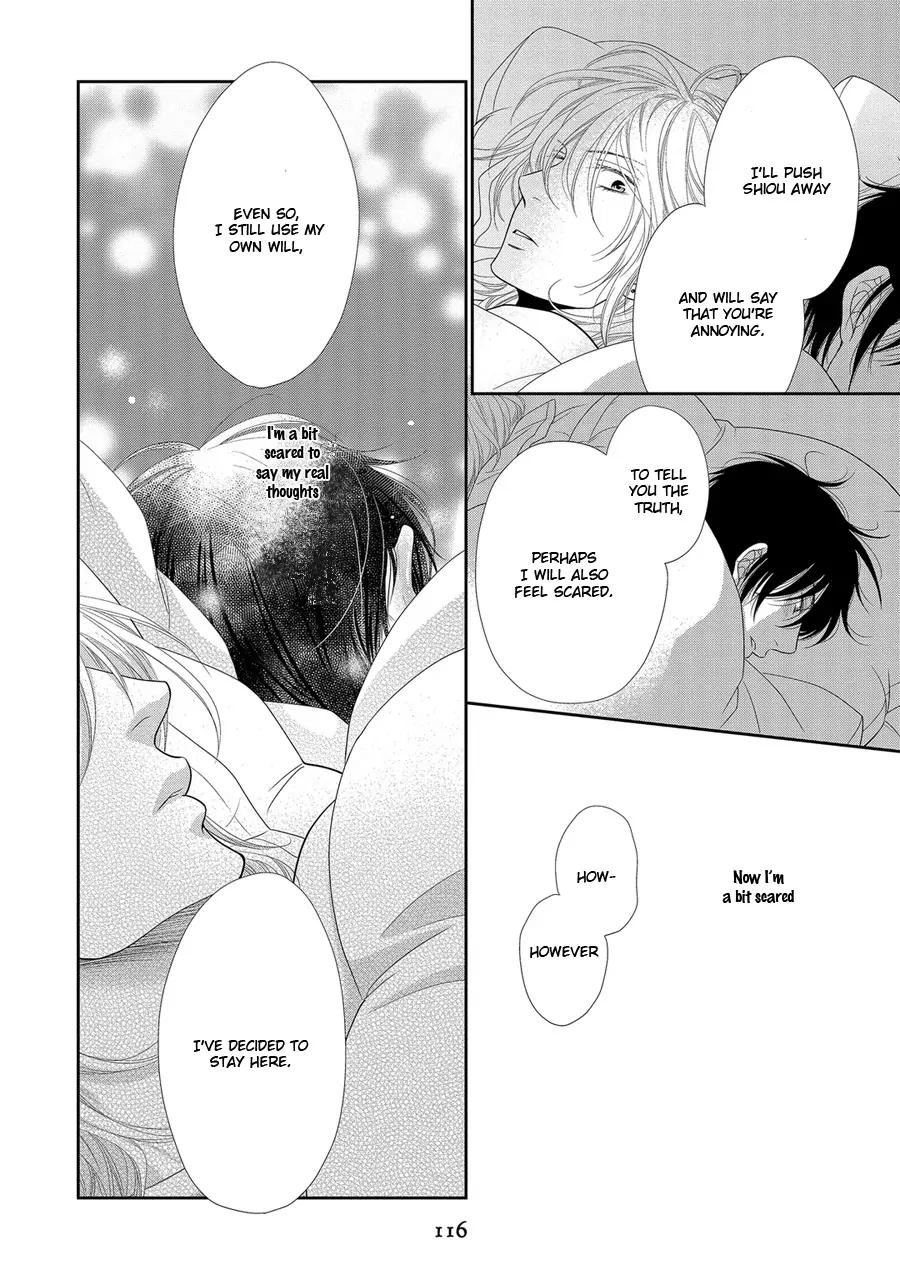 I'LL PUSH
SHIOU AWAY
AND WILL SAY
THAT YOU'RE
ANNOYING.
TO TELL
YOU THE
TRUTH,
PERHAPS
I WILL ALSO
FEEL SCARED.
Now I'm
a bit scared
HOW-
HOWEVER
EVEN SO,
I STILL USE MY
OWN WILL,
I'm a bit
scared to
say my real
thoughts
I'VE DECIDED TO
STAY HERE.
116